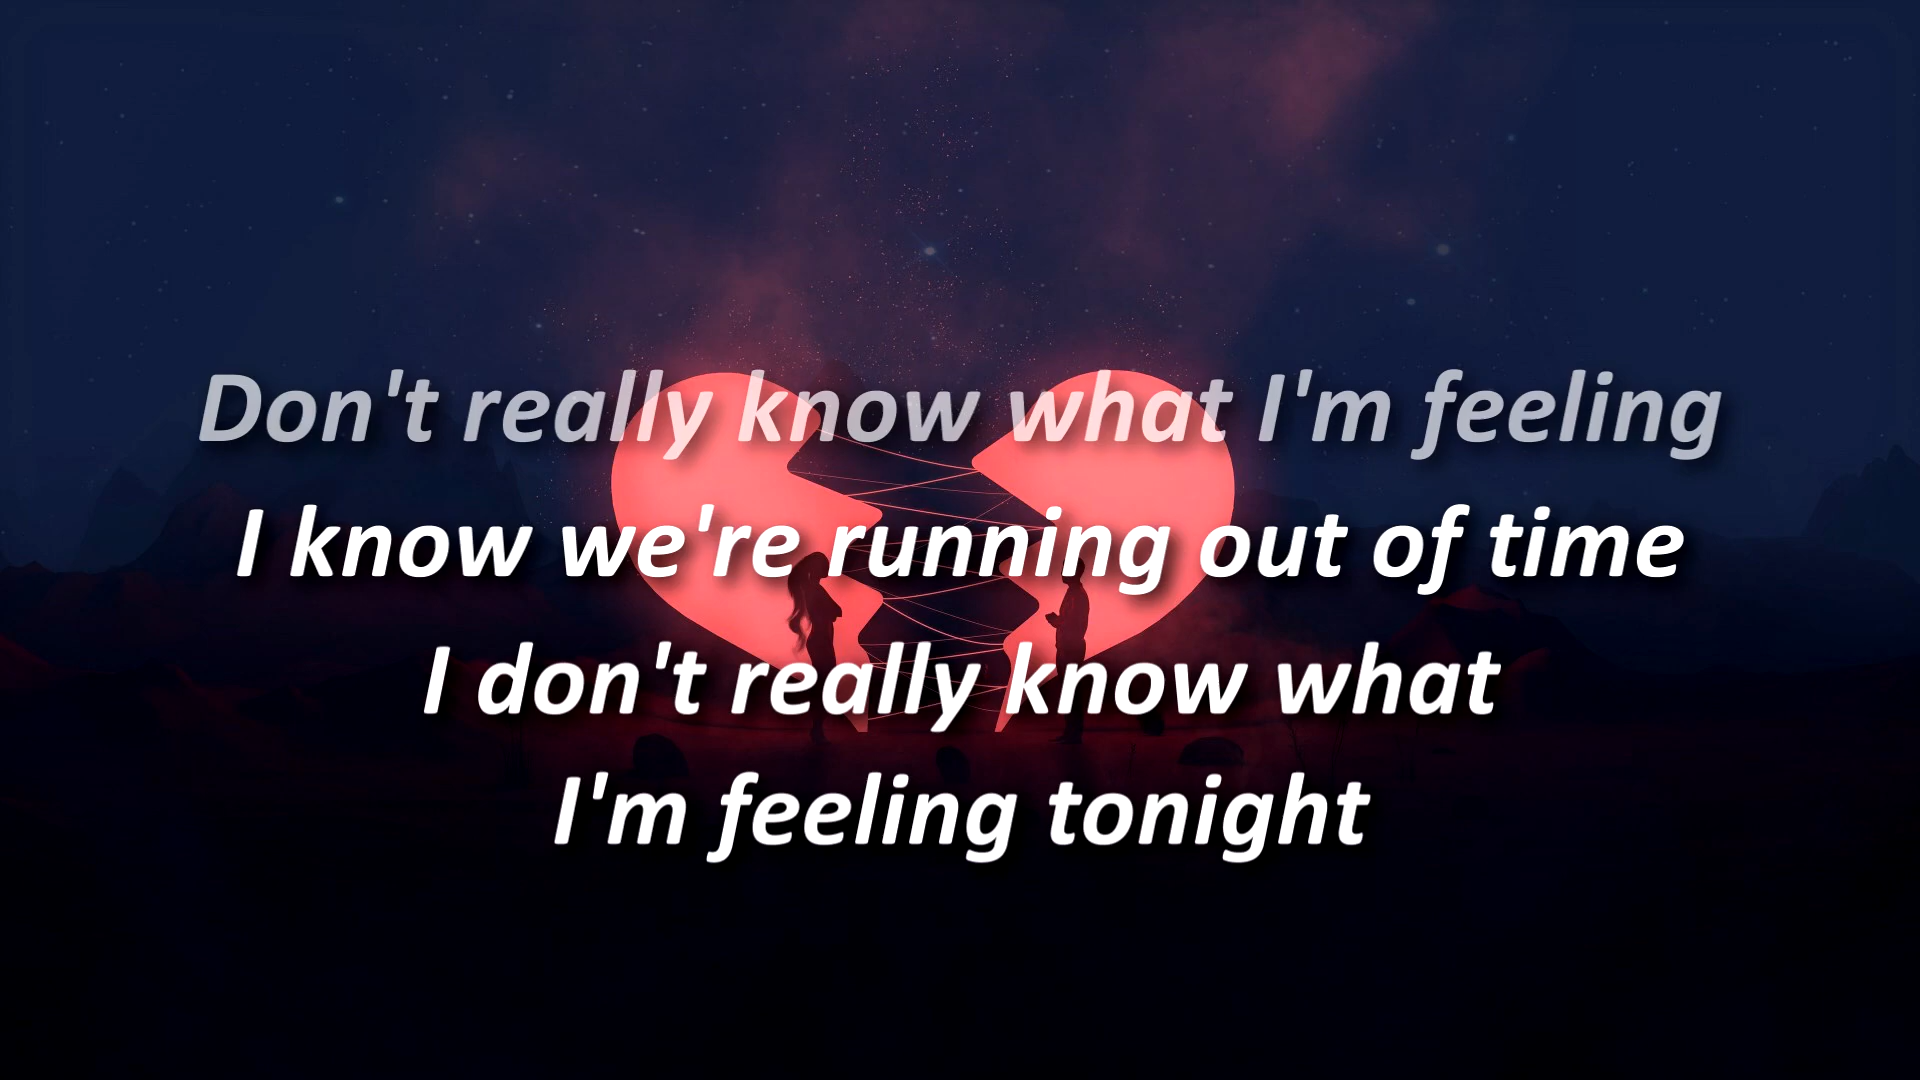 Don't really know what I'm feeling
I know we're running out of time
I don't really know what
I'm feeling tonight